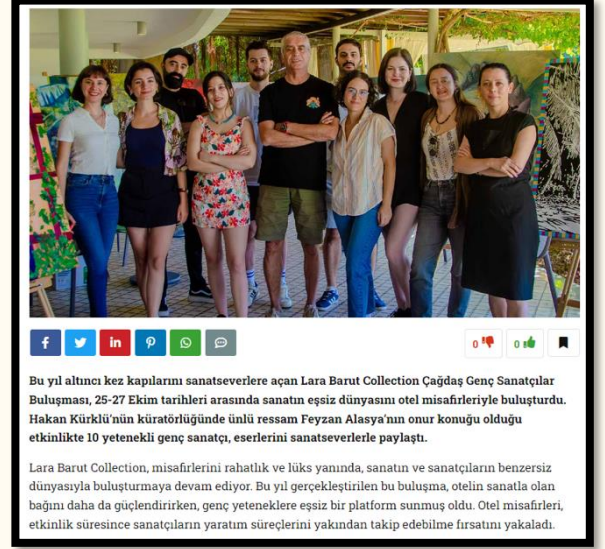 0
0
Bu yıl altıncı kez kapılarını sanatseverlere açan Lara Barut Collection Çağdaş Genç Sanatçılar
Buluşması, 25-27 Ekim tarihleri arasında sanatın eşsiz dünyasını otel misafirleriyle buluşturdu.
Hakan Kürklü'nün küratörlüğünde ünlü ressam Feyzan Alasya'nın onur konuğu olduğu
etkinlikte 10 yetenekli genç sanatçı, eserlerini sanatseverlerle paylaştı.
Lara Barut Collection, misafirlerini rahatlık ve lüks yanında, sanatın ve sanatçıların benzersiz
dünyasıyla buluşturmaya devam ediyor. Bu yıl gerçekleştirilen bu buluşma, otelin sanatla olan
bağını daha da güçlendirirken, genç yeteneklere eşsiz bir platform sunmuş oldu. Otel misafirleri,
etkinlik süresince sanatçıların yaratım süreçlerini yakından takip edebilme fırsatını yakaladı.